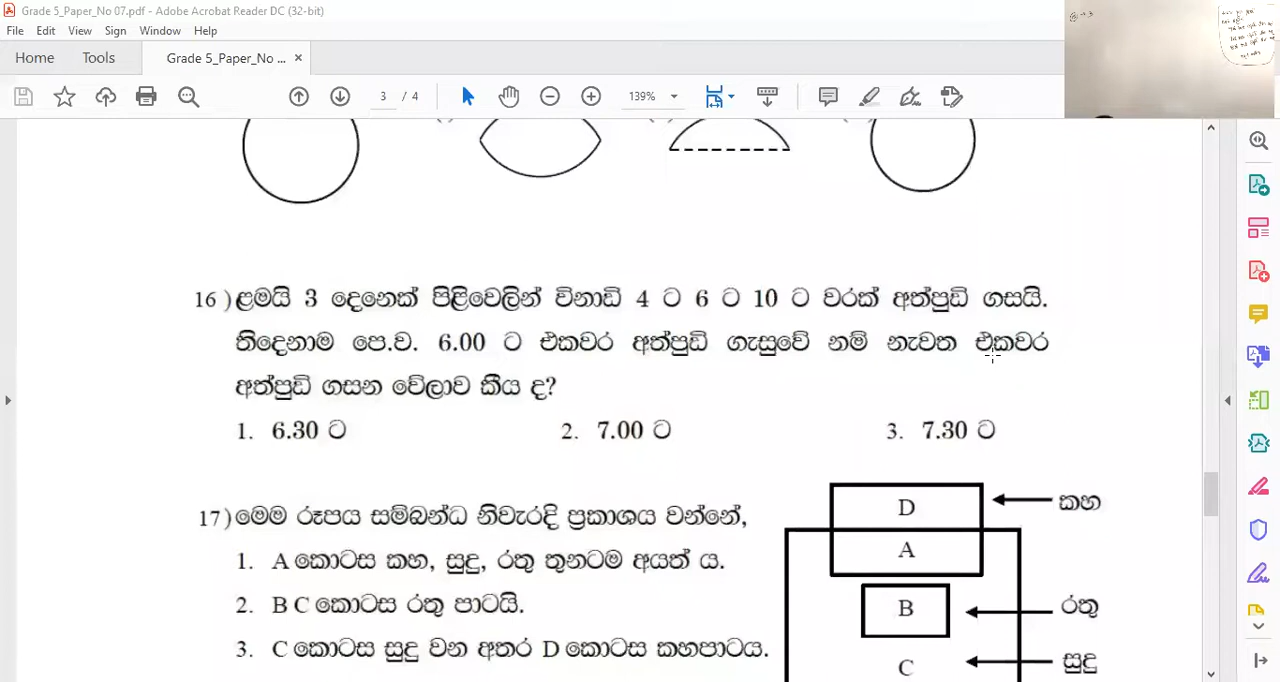 Grade 5_Paper_No 07.pdf - Adobe Acrobat Reader DC (32-bit)
File Edit View Sign Window Help
Home Tools Grade 5_Paper_No ... ×
3 / 4 139%
16) ළමයි 3 දෙනෙක් පිළිවෙලින් විනාඩි 4 ට 6 ට 10 ට වරක් අත්පුඩි ගසයි.
තිදෙනාම පෙ.ව. 6.00 ට එකවර අත්පුඩි ගැසුවේ නම් නැවත එකවර
අත්පුඩි ගසන වේලාව කීය ද?
1. 6.30 ට 2. 7.00 ට 3. 7.30 ට
17) මෙම රූපය සම්බන්ධ නිවැරදි ප්‍රකාශය වන්නේ,
1. A කොටස කහ, සුදු, රතු තුනටම අයත් ය.
2. B C කොටස රතු පාටයි.
3. C කොටස සුදු වන අතර D කොටස කහපාටය.
D කහ
A
B රතු
C සුදු